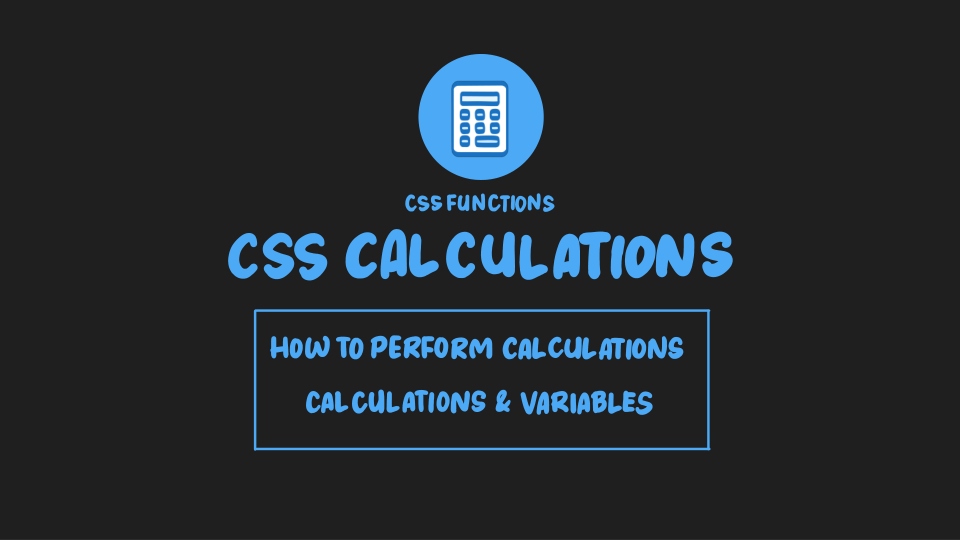 CSS FUNCTIONS
CSS CALCULATIONS
HOW TO PERFORM CALCULATIONS
CALCULATIONS & VARIABLES